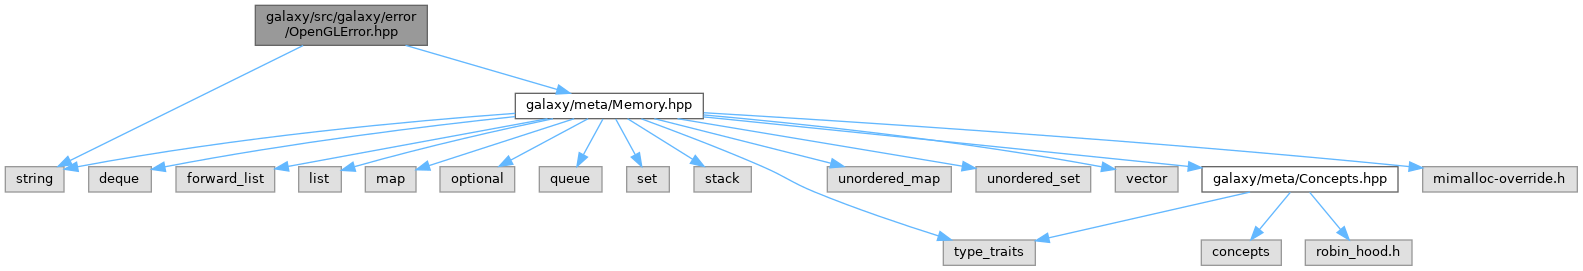 galaxy/src/galaxy/error
/OpenGLError.hpp
galaxy/meta/Memory.hpp
string
deque
forward_list
list
map
optional
queue
set
stack
unordered_map
unordered_set
vector
galaxy/meta/Concepts.hpp
mimalloc-override.h
type_traits
concepts
robin_hood.h